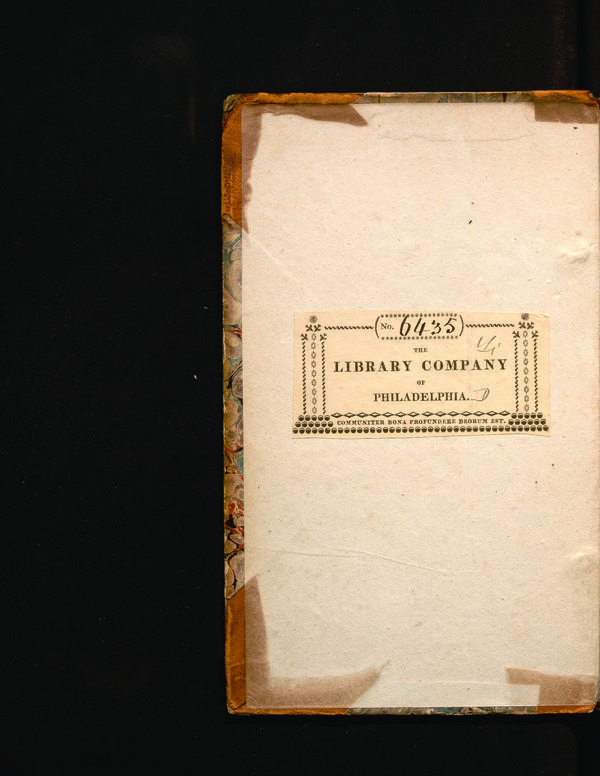 No. 6435
THE
LIBRARY COMPANY
OF
PHILADELPHIA.
COMMUNITER BONA PROFUNDERE DEORUM EST.